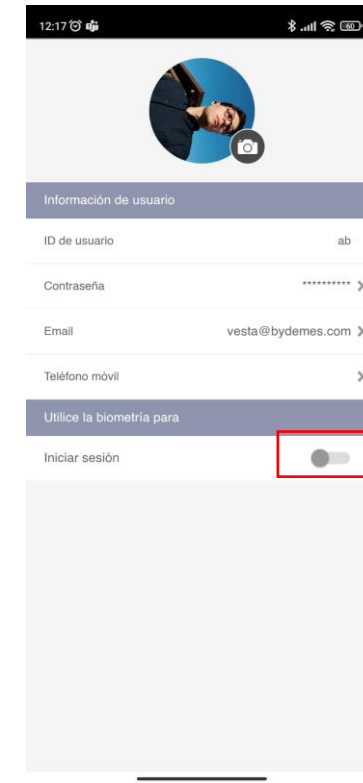 12:17 60
Información de usuario
ID de usuario ab
Contraseña **********
Email vesta@bydemes.com
Teléfono móvil
Utilice la biometría para
Iniciar sesión